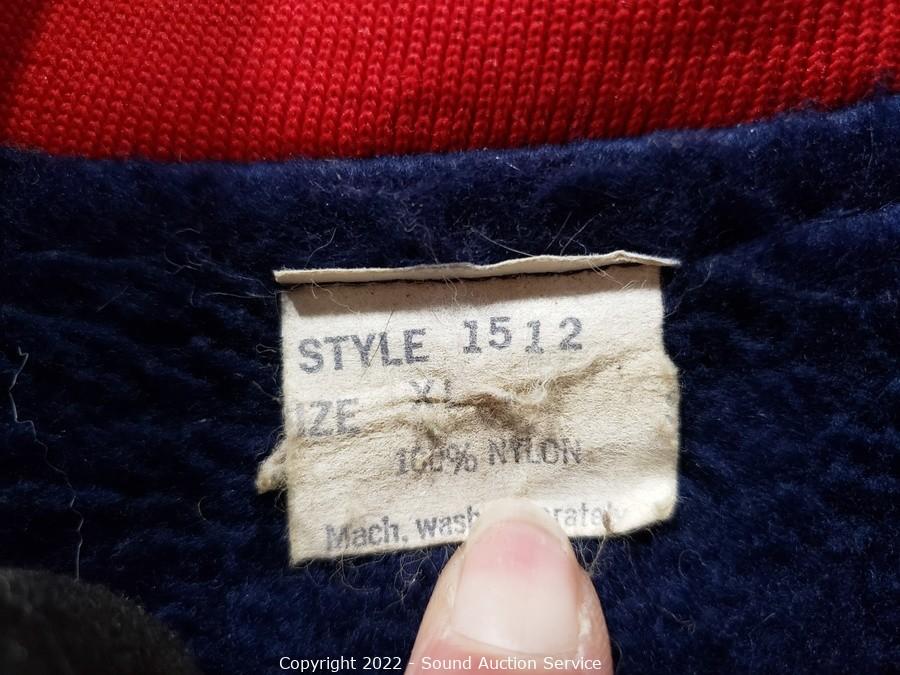 STYLE 1512
IZE XL
100% NYLON
Mach. wash
Copyright 2022 - Sound Auction Service